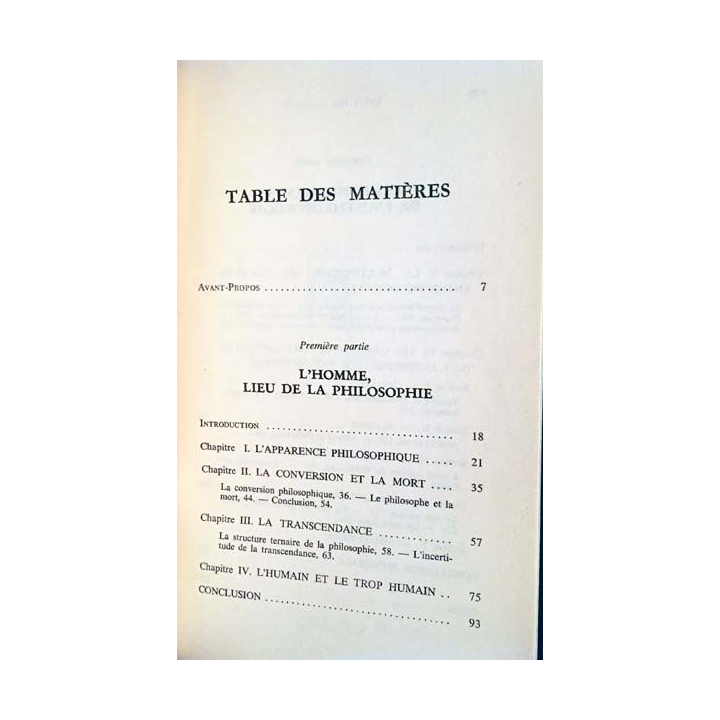 TABLE DES MATIÈRES
AVANT-PROPOS .................................... 7
Première partie
L'HOMME,
LIEU DE LA PHILOSOPHIE
INTRODUCTION .................................. 18
Chapitre I. L'APPARENCE PHILOSOPHIQUE ..... 21
Chapitre II. LA CONVERSION ET LA MORT .... 35
La conversion philosophique, 36. — Le philosophe et la
mort, 44. — Conclusion, 54.
Chapitre III. LA TRANSCENDANCE ............. 57
La structure ternaire de la philosophie, 58. — L'incerti-
tude de la transcendance, 63.
Chapitre IV. L'HUMAIN ET LE TROP HUMAIN .. 75
CONCLUSION .................................. 93